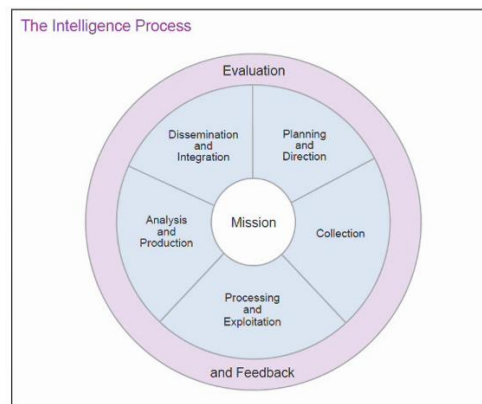 The Intelligence Process
Evaluation
Dissemination
and
Integration
Planning
and
Direction
Analysis
and
Production
Mission
Collection
Processing
and
Exploitation
and Feedback